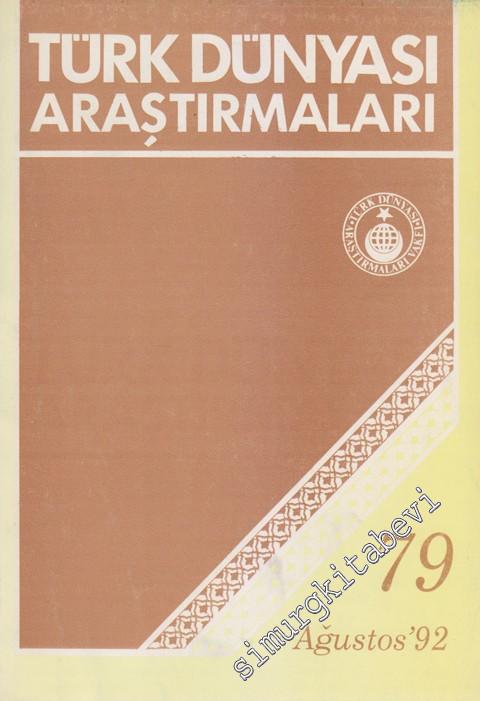 TÜRK DÜNYASI
ARAŞTIRMALARI
TÜRK DÜNYASI
ARAŞTIRMALARI VAKFI
79
Ağustos'92
simurgkitabevi